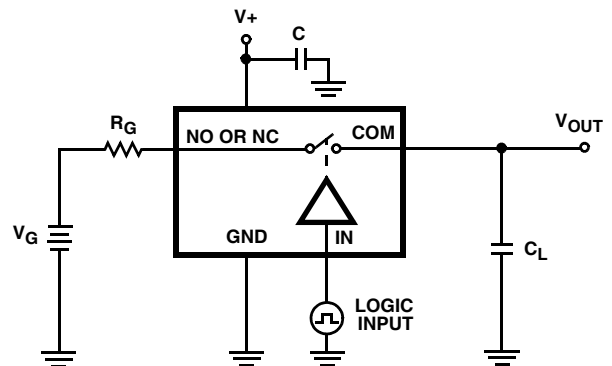 V+
C
RG
NO OR NC
COM
VOUT
VG
GND
IN
CL
LOGIC
INPUT